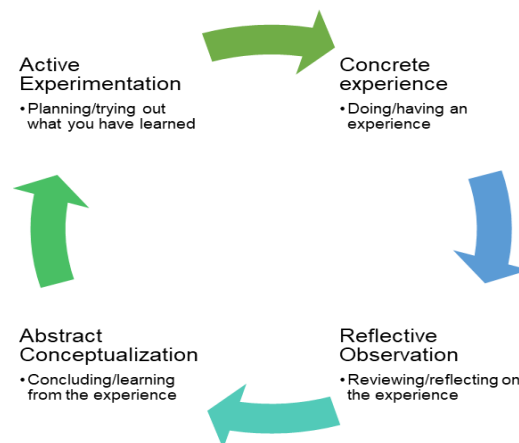 Active
Experimentation
•Planning/trying out
what you have learned
Concrete
experience
•Doing/having an
experience
Abstract
Conceptualization
•Concluding/learning
from the experience
Reflective
Observation
•Reviewing/reflecting on
the experience